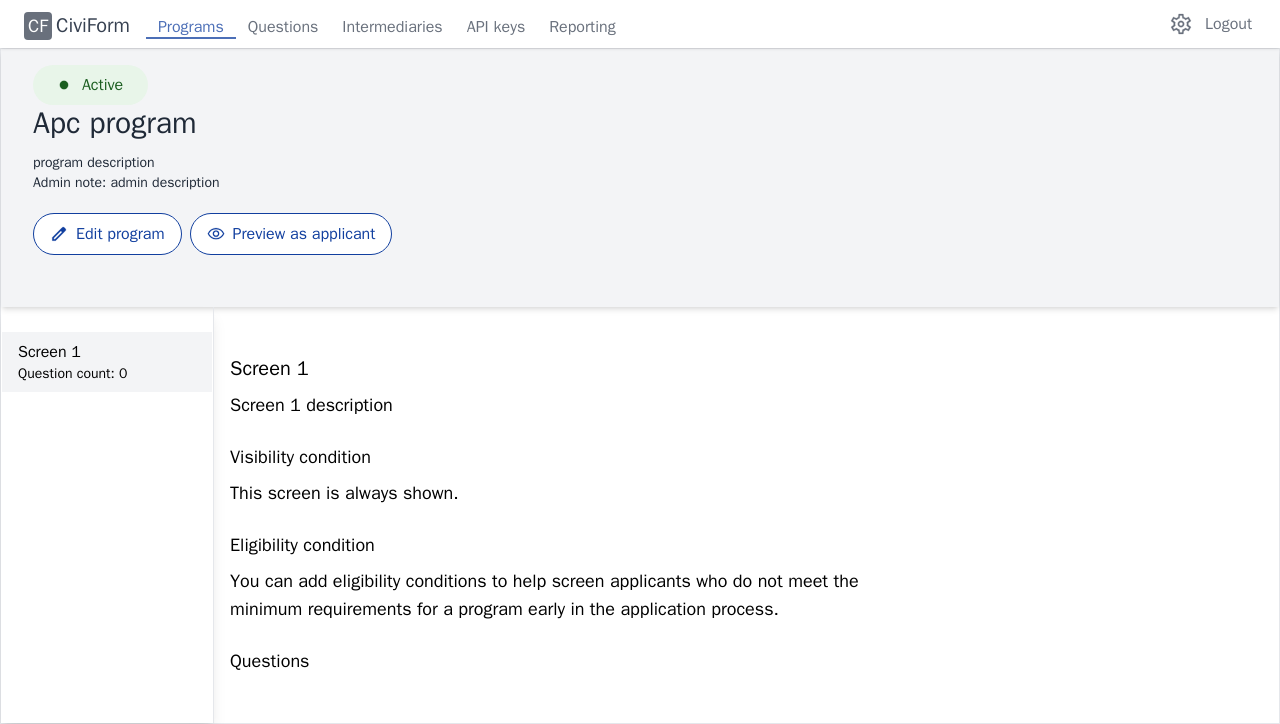 CF CiviForm Programs Questions Intermediaries API keys Reporting Logout
Active
Apc program
program description
Admin note: admin description
Edit program Preview as applicant
Screen 1
Question count: 0
Screen 1
Screen 1 description
Visibility condition
This screen is always shown.
Eligibility condition
You can add eligibility conditions to help screen applicants who do not meet the
minimum requirements for a program early in the application process.
Questions